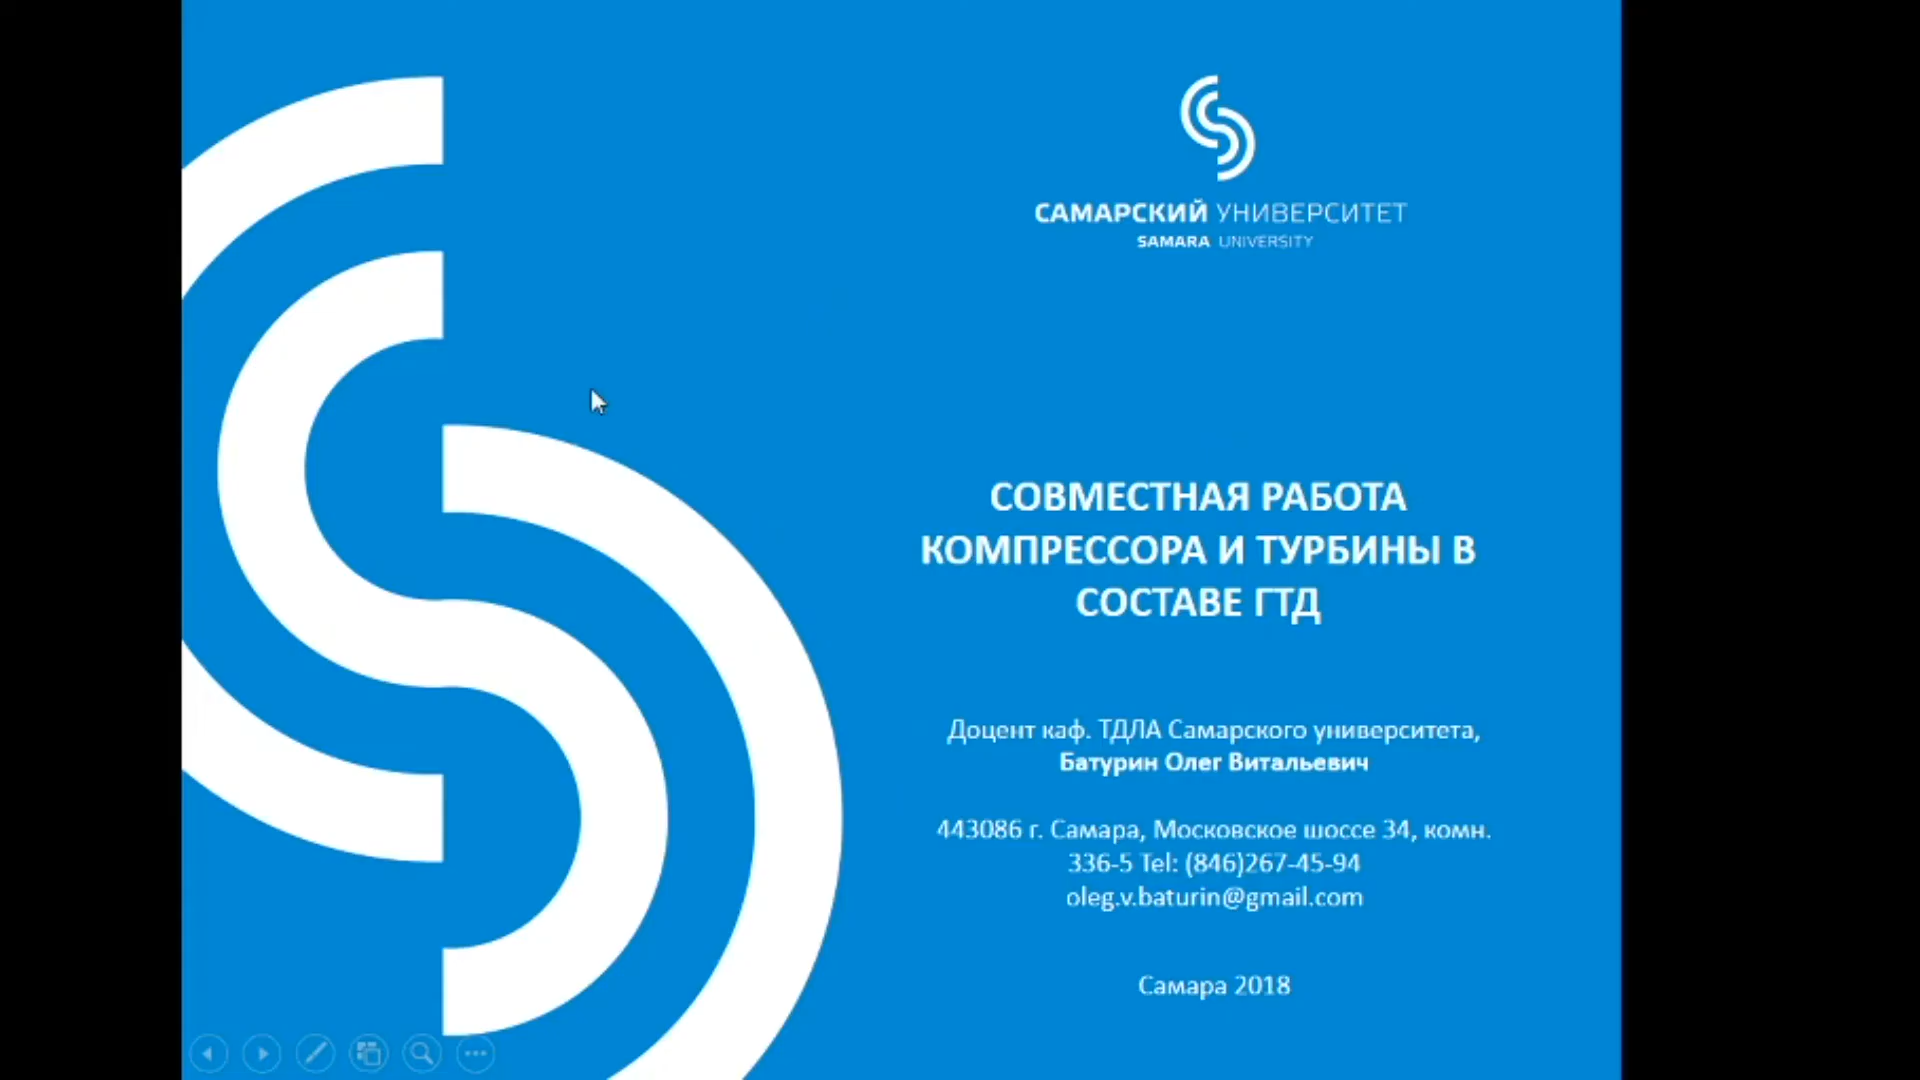 САМАРСКИЙ УНИВЕРСИТЕТ
SAMARA UNIVERSITY
СОВМЕСТНАЯ РАБОТА
КОМПРЕССОРА И ТУРБИНЫ В
СОСТАВЕ ГТД
Доцент каф. ТДЛА Самарского университета,
Батурин Олег Витальевич
443086 г. Самара, Московское шоссе 34, комн.
336-5 Tel: (846)267-45-94
oleg.v.baturin@gmail.com
Самара 2018